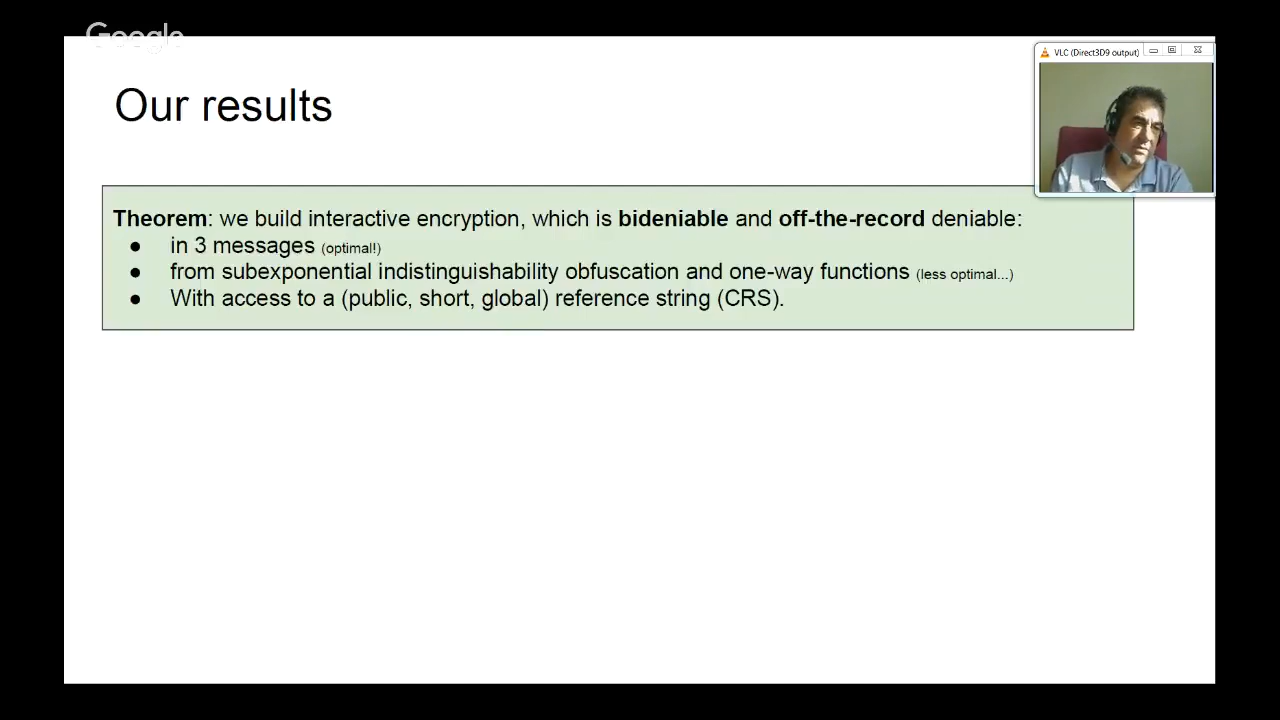 Google
VLC (Direct3D9 output)
Our results
Theorem: we build interactive encryption, which is bideniable and off-the-record deniable:
● in 3 messages (optimal!)
● from subexponential indistinguishability obfuscation and one-way functions (less optimal...)
● With access to a (public, short, global) reference string (CRS).